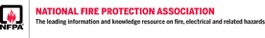 NATIONAL FIRE PROTECTION ASSOCIATION
The leading information and knowledge resource on fire, electrical and related hazards
NFPA